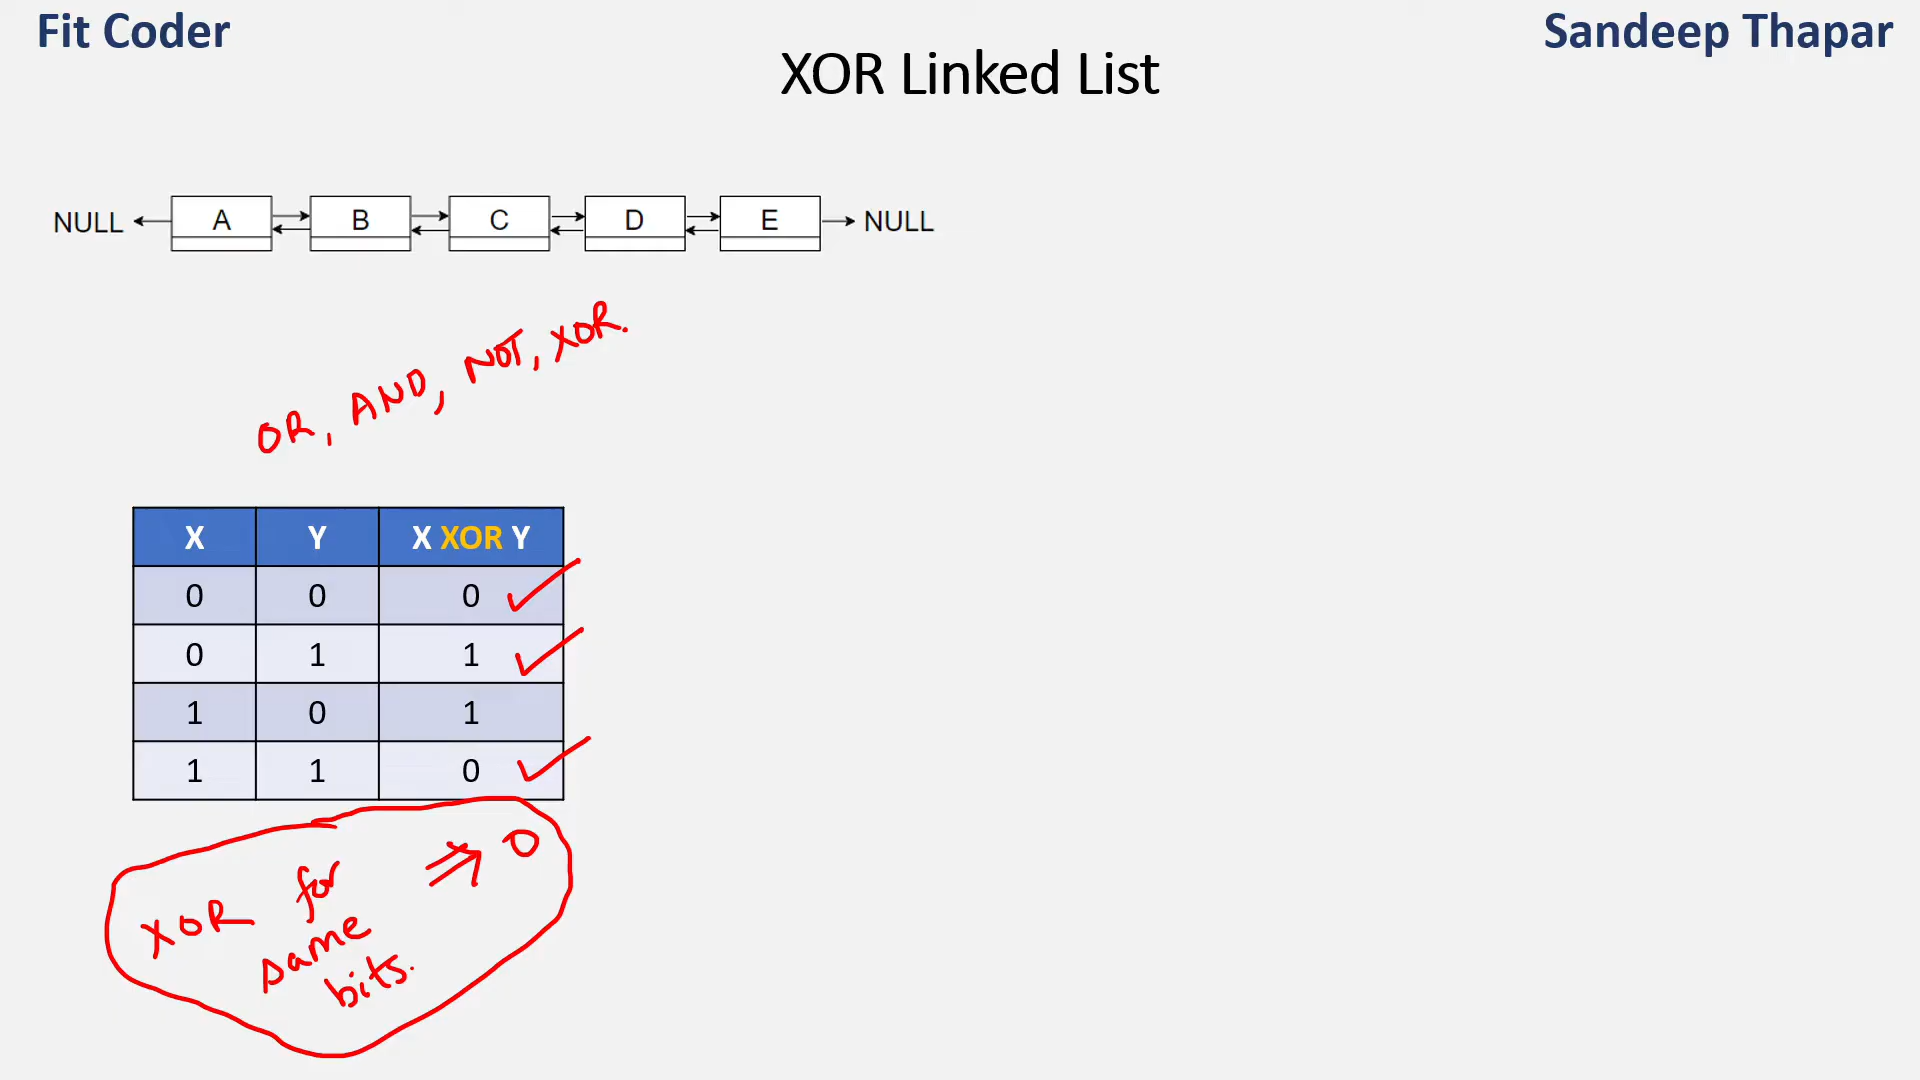 Fit Coder
Sandeep Thapar
XOR Linked List
NULL A B C D E NULL
OR, AND, NOT, XOR.
X Y X XOR Y
0 0 0
0 1 1
1 0 1
1 1 0
XOR for same bits. ⇒ 0